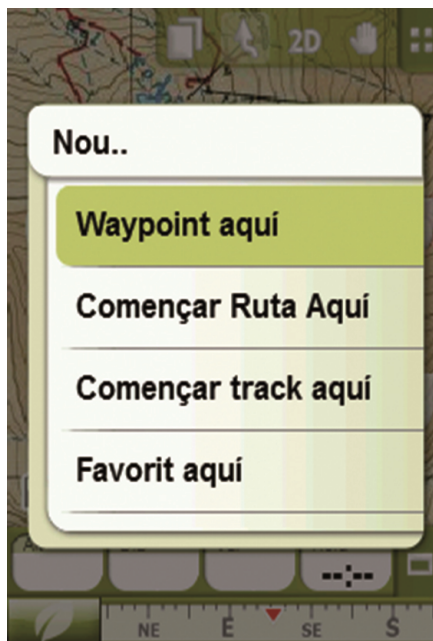 2D
Nou..
Waypoint aquí
Començar Ruta Aquí
Començar track aquí
Favorit aquí
--:--
NE E SE S